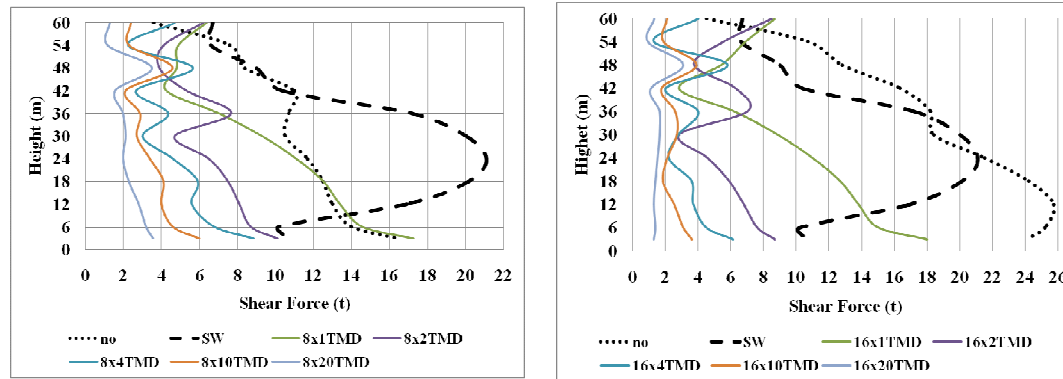 60
54
48
42
36
30
24
18
12
6
0
Height (m)
0 2 4 6 8 10 12 14 16 18 20 22
Shear Force (t)
no SW 8x1TMD 8x2TMD
8x4TMD 8x10TMD 8x20TMD
60
54
48
42
36
30
24
18
12
6
0
Highet (m)
0 2 4 6 8 10 12 14 16 18 20 22 24 26
Shear Force (t)
no SW 16x1TMD 16x2TMD
16x4TMD 16x10TMD 16x20TMD